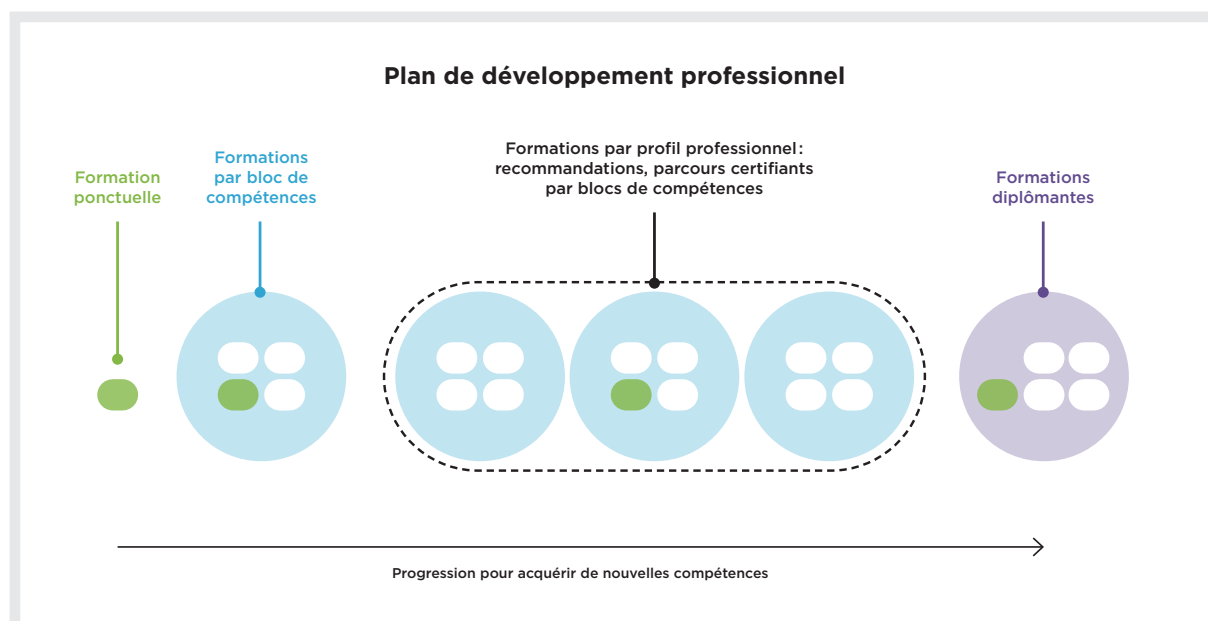 Plan de développement professionnel
Formation
ponctuelle
Formations
par bloc de
compétences
Formations par profil professionnel :
recommandations, parcours certifiants
par blocs de compétences
Formations
diplômantes
Progression pour acquérir de nouvelles compétences